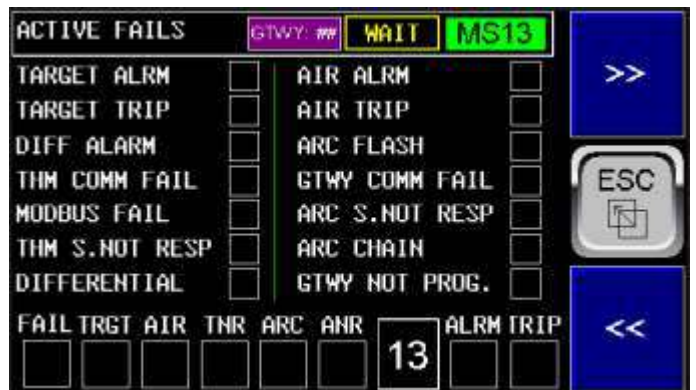 ACTIVE FAILS GTWY: ## WAIT MS13
>>
TARGET ALRM AIR ALRM
TARGET TRIP AIR TRIP
DIFF ALARM ARC FLASH
THM COMM FAIL GTWY COMM FAIL
ESC
MODBUS FAIL ARC S.NOT RESP
THM S.NOT RESP ARC CHAIN
DIFFERENTIAL GTWY NOT PROG.
FAIL TRGT AIR TNR ARC ANR 13 ALRM TRIP
<<